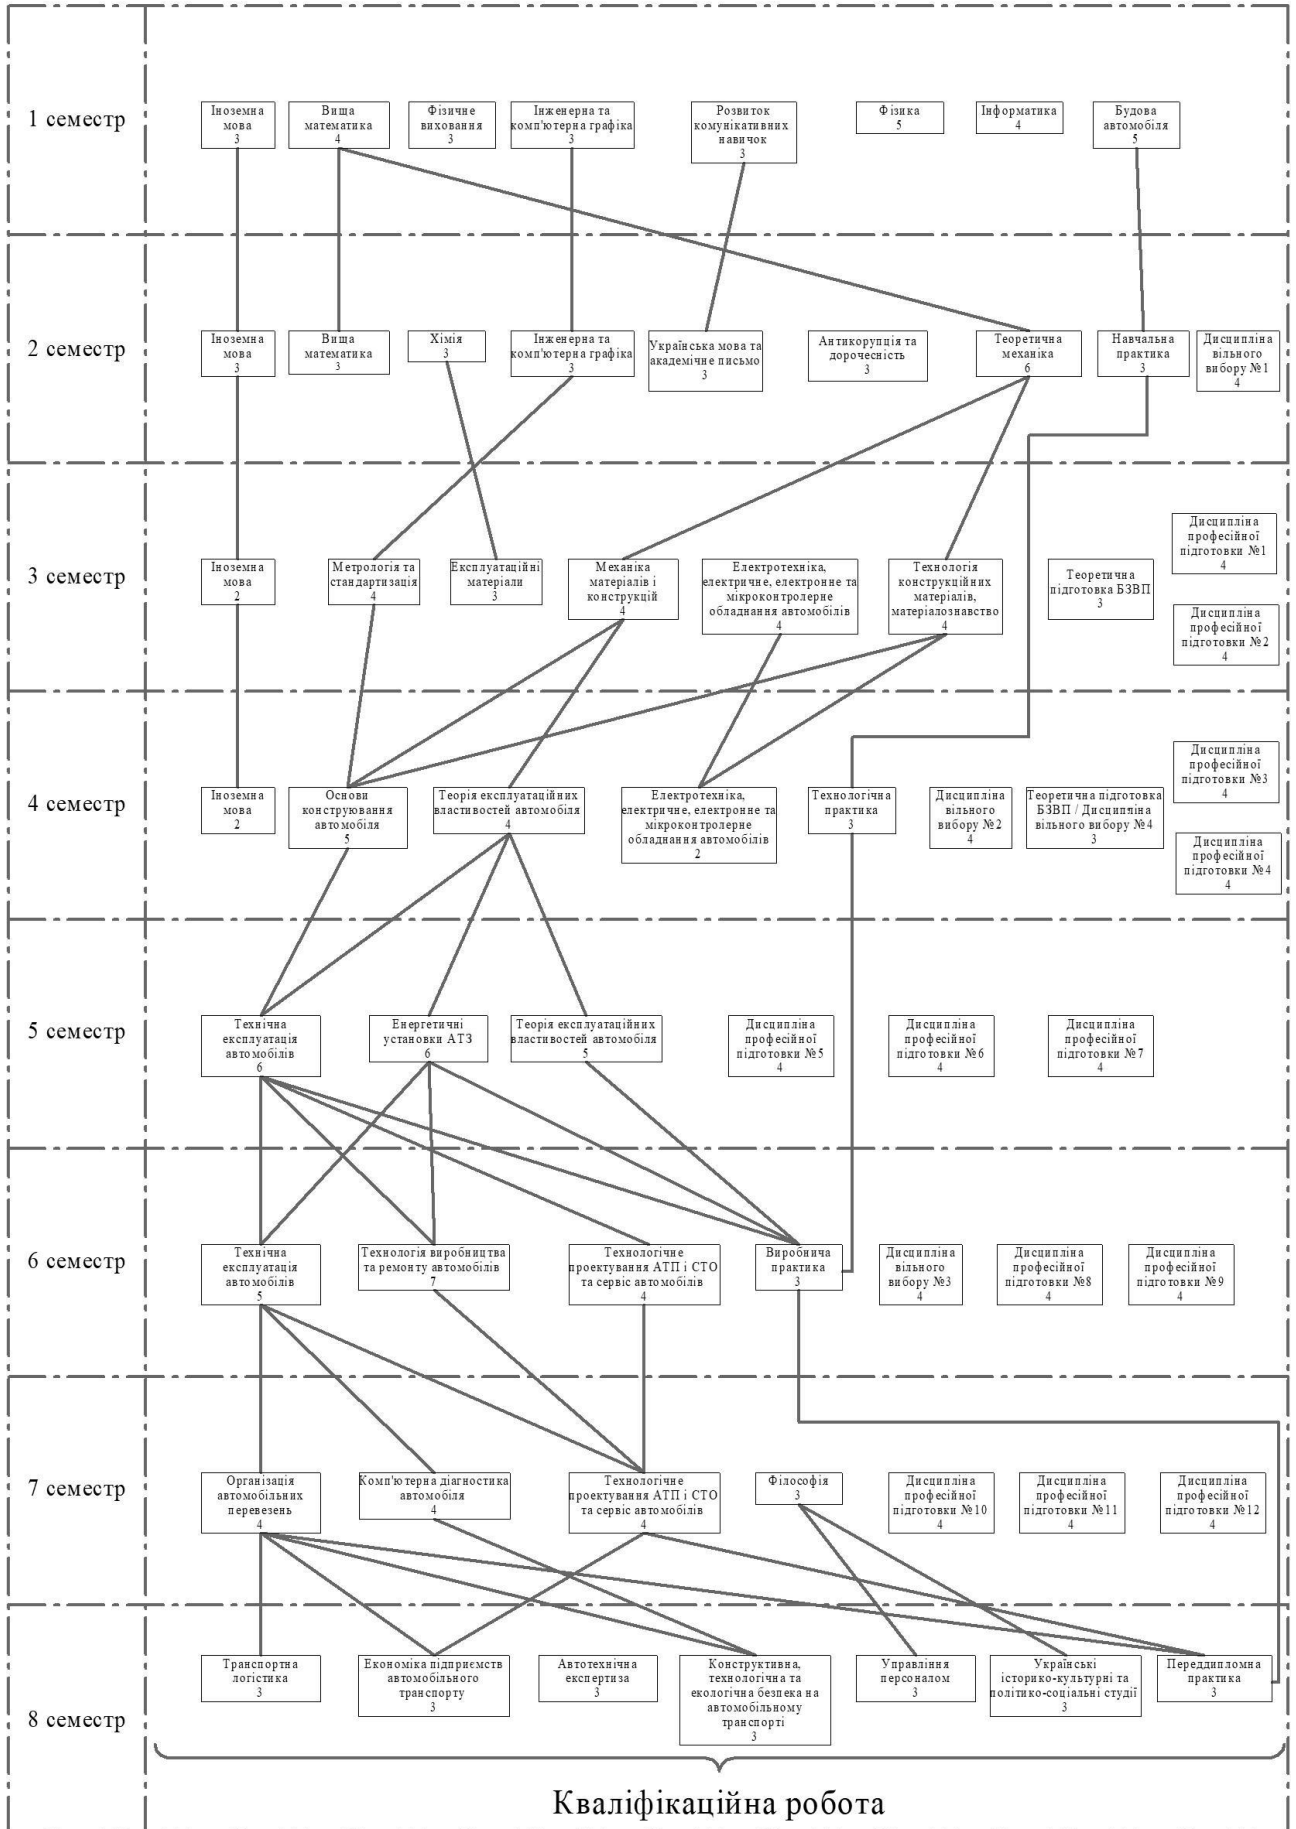 1 семестр
Іноземна
мова
3
Вища
математика
4
Фізичне
виховання
3
Інженерна та
комп'ютерна графіка
3
Розвиток
комунікативних
навичок
3
Фізика
5
Інформатика
4
Будова
автомобіля
5
2 семестр
Іноземна
мова
3
Вища
математика
3
Хімія
3
Інженерна та
комп'ютерна графіка
3
Українська мова та
академічне письмо
3
Антикорупція та
дорочесність
3
Теоретична
механіка
6
Навчальна
практика
3
Дисципліна
вільного
вибору №1
4
3 семестр
Іноземна
мова
2
Метрологія та
стандартизація
4
Експлуатаційні
матеріали
3
Механіка
матеріалів і
конструкцій
4
Електротехніка,
електричне, електронне та
мікроконтролерне
обладнання автомобілів
4
Технологія
конструкційних
матеріалів,
матеріалознавство
4
Теоретична
підготовка БЗВП
3
Дисципліна
професійної
підготовки №1
4
Дисципліна
професійної
підготовки №2
4
4 семестр
Іноземна
мова
2
Основи
конструювання
автомобіля
5
Теорія експлуатаційних
властивостей автомобіля
4
Електротехніка,
електричне, електронне та
мікроконтролерне
обладнання автомобілів
2
Технологічна
практика
3
Дисципліна
вільного
вибору №2
4
Теоретична підготовка
БЗВП / Дисципліна
вільного вибору №4
3
Дисципліна
професійної
підготовки №3
4
Дисципліна
професійної
підготовки №4
4
5 семестр
Технічна
експлуатація
автомобілів
6
Енергетичні
установки АТЗ
6
Теорія експлуатаційних
властивостей автомобіля
5
Дисципліна
професійної
підготовки №5
4
Дисципліна
професійної
підготовки №6
4
Дисципліна
професійної
підготовки №7
4
6 семестр
Технічна
експлуатація
автомобілів
5
Технологія виробництва
та ремонту автомобілів
7
Технологічне
проектування АТП і СТО
та сервіс автомобілів
4
Виробнича
практика
3
Дисципліна
вільного
вибору №3
4
Дисципліна
професійної
підготовки №8
4
Дисципліна
професійної
підготовки №9
4
7 семестр
Організація
автомобільних
перевезень
4
Комп'ютерна діагностика
автомобіля
4
Технологічне
проектування АТП і СТО
та сервіс автомобілів
4
Філософія
3
Дисципліна
професійної
підготовки №10
4
Дисципліна
професійної
підготовки №11
4
Дисципліна
професійної
підготовки №12
4
8 семестр
Транспортна
логістика
3
Економіка підприємств
автомобільного
транспорту
3
Автотехнічна
експертиза
3
Конструктивна,
технологічна та
екологічна безпека на
автомобільному
транспорті
3
Управління
персоналом
3
Українські
історико-культурні та
політико-соціальні студії
3
Переддипломна
практика
3
Кваліфікаційна робота